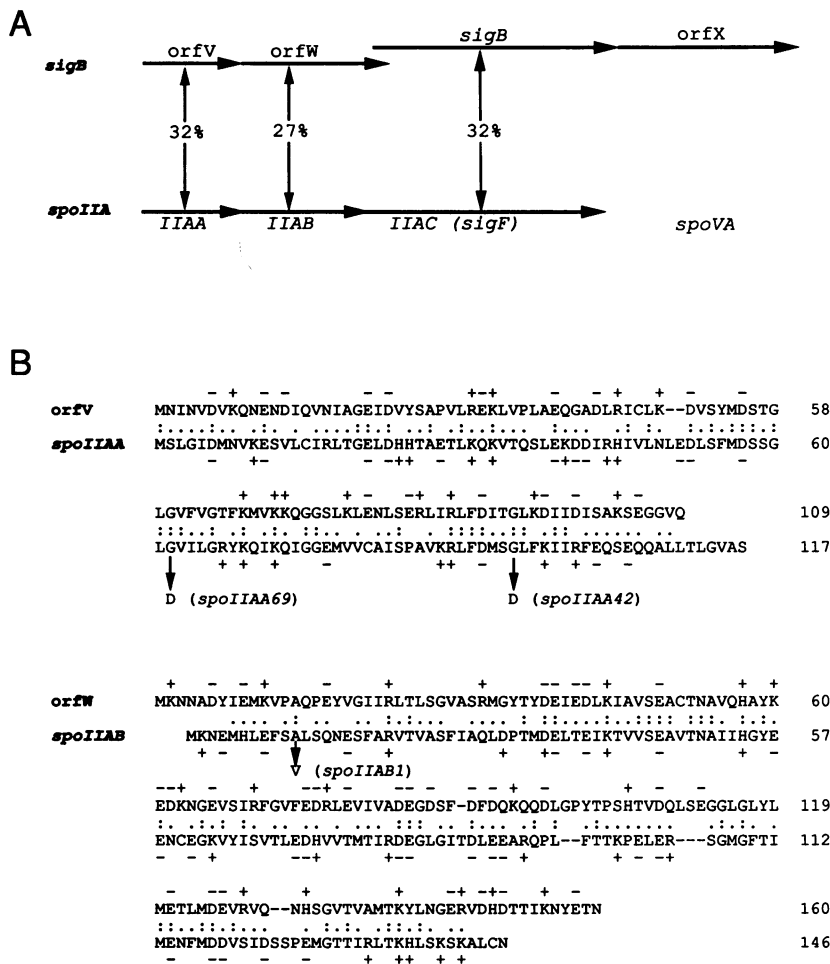 A
orfV orfW sigB orfX
sigB
32% 27% 32%
spoIIA
IIAA IIAB IIAC (sigF) spoVA
B
- + - - - - +-+ - - + + - -
orfV MNINVDVKQNENDIQVNIAGEIDVYSAPVLREKLVPLAEQGADLRICLK--DVSYMDSTG 58
spoIIAA MSLGIDMNVKESVLCIRLTGELDHHTAETLKQKVTQSLEKDDIRHIVLNLEDLSFMDSSG 60
- +- - -++ + + -+-- ++ -- -
+ ++ + - -+ + - +- - + -
LGVFVGTFKMVKKQGGSLKLENLSERLIRLFDITGLKDIIDISAKSEGGVQ 109
LGVILGRYKQIKQIGGEMVVCAISPAVKRLFDMSGLFKIIRFEQSEQQALLTLGVAS 117
+ + + - ++ - + + - -
D (spoIIAA69) D (spoIIAA42)
+ - - + - + + - -- -- + - + +
orfW MKNNADYIEMKVPAQPEYVGIIRLTLSGVASRMGYTYDEIEDLKIAVSEACTNAVQHAYK 60
spoIIAB MKNEMHLEFSALSQNESFARVTVASFIAQLDPTMDELTEIKTVVSEAVTNAIIHGYE 57
▽ (spoIIAB1)
EDKNGEVSIRFGVFEDRLEVIVADEGDSF-DFDQKQQDLGPYTPSHTVDQLSEGGLGLYL 119
ENCEGKVYISVTLEDHVVTMTIRDEGLGITDLEEARQPL--FTTKPELER---SGMGFTI 112
- -- + + + + - -+ - + -
METLMDEVRVQ--NHSGVTVAMTKYLNGERVDHDTTIKNYETN 160
MENFMDDVSIDSSPEMGTTIRLTKHLSKSKALCN 146
- -- - - + ++ + +